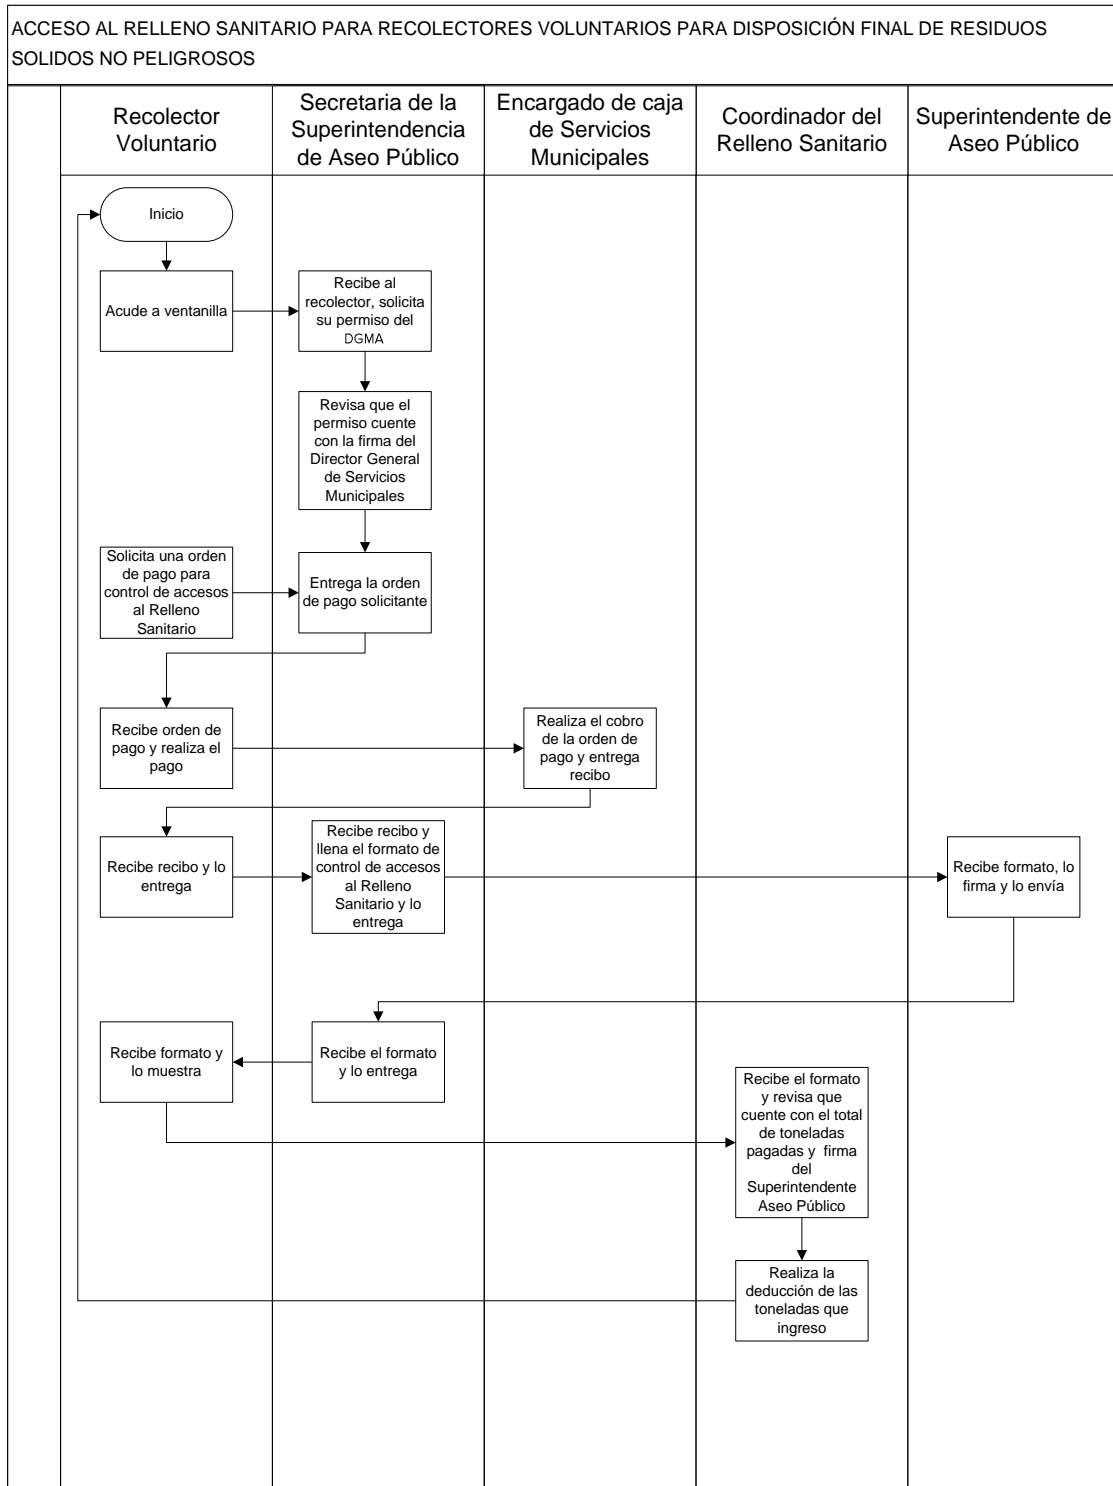 ACCESO AL RELLENO SANITARIO PARA RECOLECTORES VOLUNTARIOS PARA DISPOSICIÓN FINAL DE RESIDUOS
SOLIDOS NO PELIGROSOS
Recolector
Voluntario
Secretaria de la
Superintendencia
de Aseo Público
Encargado de caja
de Servicios
Municipales
Coordinador del
Relleno Sanitario
Superintendente de
Aseo Público
Inicio
Acude a ventanilla
Recibe al
recolector, solicita
su permiso del
DGMA
Revisa que el
permiso cuente
con la firma del
Director General
de Servicios
Municipales
Solicita una orden
de pago para
control de accesos
al Relleno
Sanitario
Entrega la orden
de pago solicitante
Recibe orden de
pago y realiza el
pago
Realiza el cobro
de la orden de
pago y entrega
recibo
Recibe recibo y lo
entrega
Recibe recibo y
llena el formato de
control de accesos
al Relleno
Sanitario y lo
entrega
Recibe formato, lo
firma y lo envía
Recibe formato y
lo muestra
Recibe el formato
y lo entrega
Recibe el formato
y revisa que
cuente con el total
de toneladas
pagadas y  firma
del
Superintendente
Aseo Público
Realiza la
deducción de las
toneladas que
ingreso